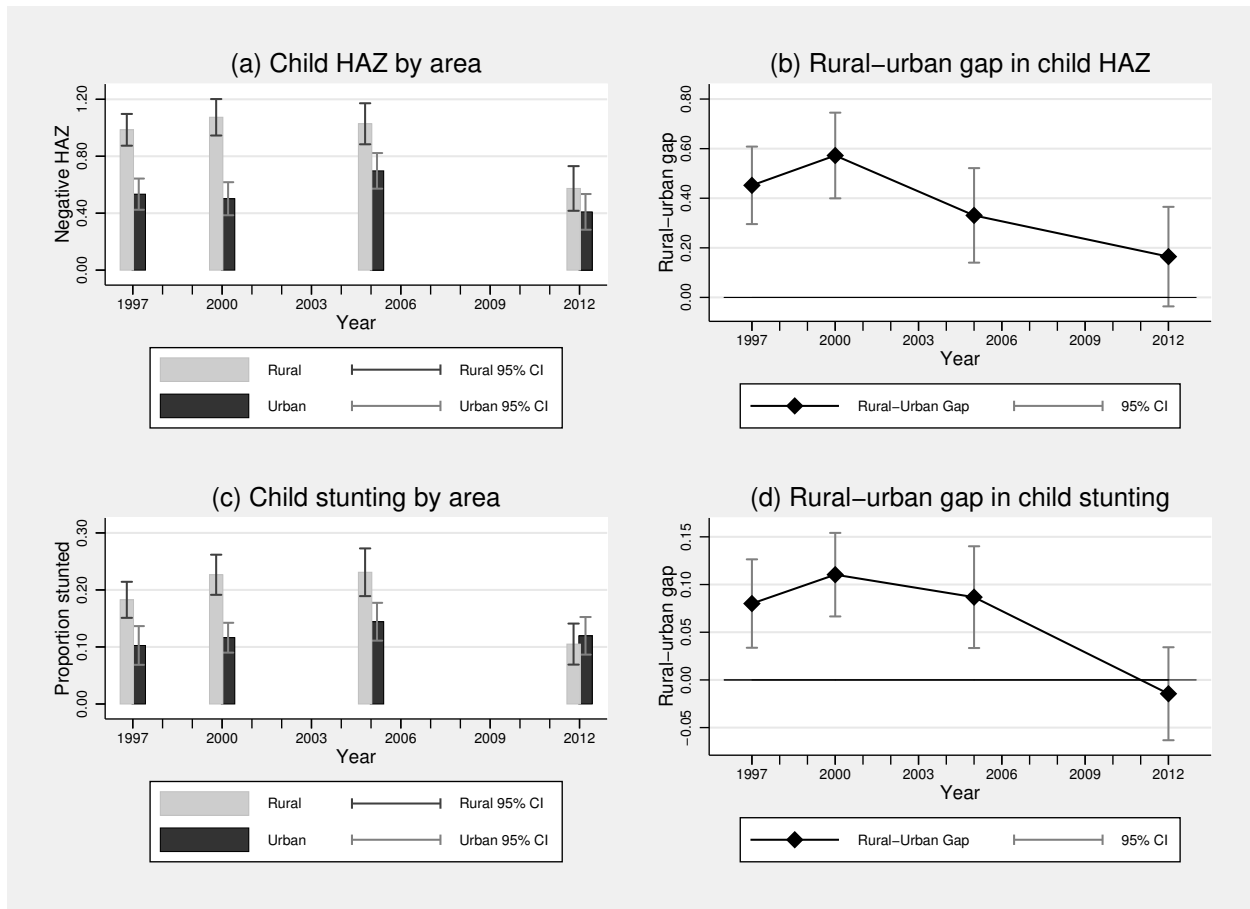 (a) Child HAZ by area
Negative HAZ
1.20
0.80
0.40
0.00
1997 2000 2003 2006 2009 2012
Year
Rural Rural 95% CI
Urban Urban 95% CI
(b) Rural−urban gap in child HAZ
Rural−urban gap
0.80
0.60
0.40
0.20
0.00
1997 2000 2003 2006 2009 2012
Year
Rural−Urban Gap 95% CI
(c) Child stunting by area
Proportion stunted
0.30
0.20
0.10
0.00
1997 2000 2003 2006 2009 2012
Year
Rural Rural 95% CI
Urban Urban 95% CI
(d) Rural−urban gap in child stunting
Rural−urban gap
0.15
0.10
0.05
0.00
−0.05
1997 2000 2003 2006 2009 2012
Year
Rural−Urban Gap 95% CI